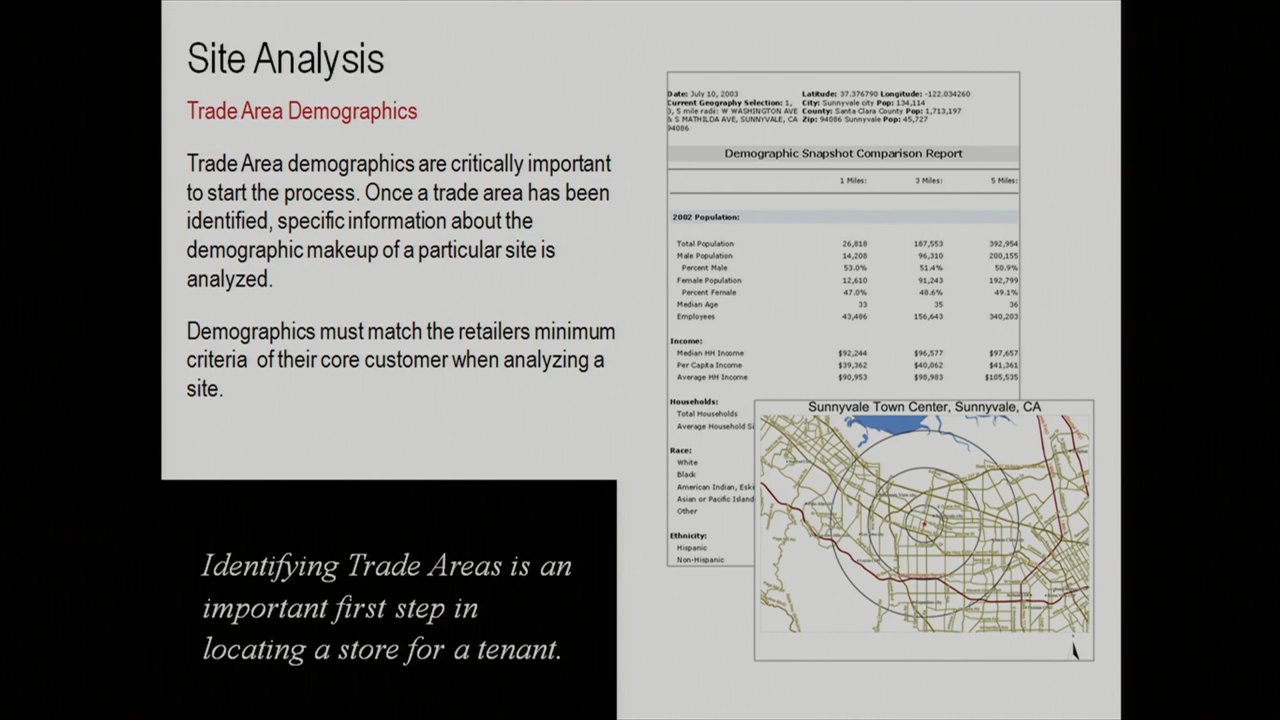 Site Analysis
Trade Area Demographics
Trade Area demographics are critically important
to start the process. Once a trade area has been
identified, specific information about the
demographic makeup of a particular site is
analyzed.
Demographics must match the retailers minimum
criteria of their core customer when analyzing a
site.
Identifying Trade Areas is an
important first step in
locating a store for a tenant.
Date: July 10, 2003 Latitude: 37.376790 Longitude: -122.034260
Current Geography Selection: 1, City: Sunnyvale city Pop: 134,114
3, 5 mile radii: W WASHINGTON AVE County: Santa Clara County Pop: 1,713,197
& S MATHILDA AVE, SUNNYVALE, CA Zip: 94086 Sunnyvale Pop: 45,727
94086
Demographic Snapshot Comparison Report
1 Miles: 3 Miles: 5 Miles:
2002 Population:
Total Population 26,818 187,553 392,954
Male Population 14,208 96,310 200,155
Percent Male 53.0% 51.4% 50.9%
Female Population 12,610 91,243 192,799
Percent Female 47.0% 48.6% 49.1%
Median Age 33 35 36
Employees 43,486 156,643 340,203
Income:
Median HH Income $92,244 $96,577 $97,657
Per Capita Income $39,362 $40,062 $41,361
Average HH Income $90,953 $98,983 $105,535
Households:
Total Households
Average Household Si
Race:
White
Black
American Indian, Esk
Asian or Pacific Island
Other
Ethnicity:
Hispanic
Non-Hispanic
Sunnyvale Town Center, Sunnyvale, CA